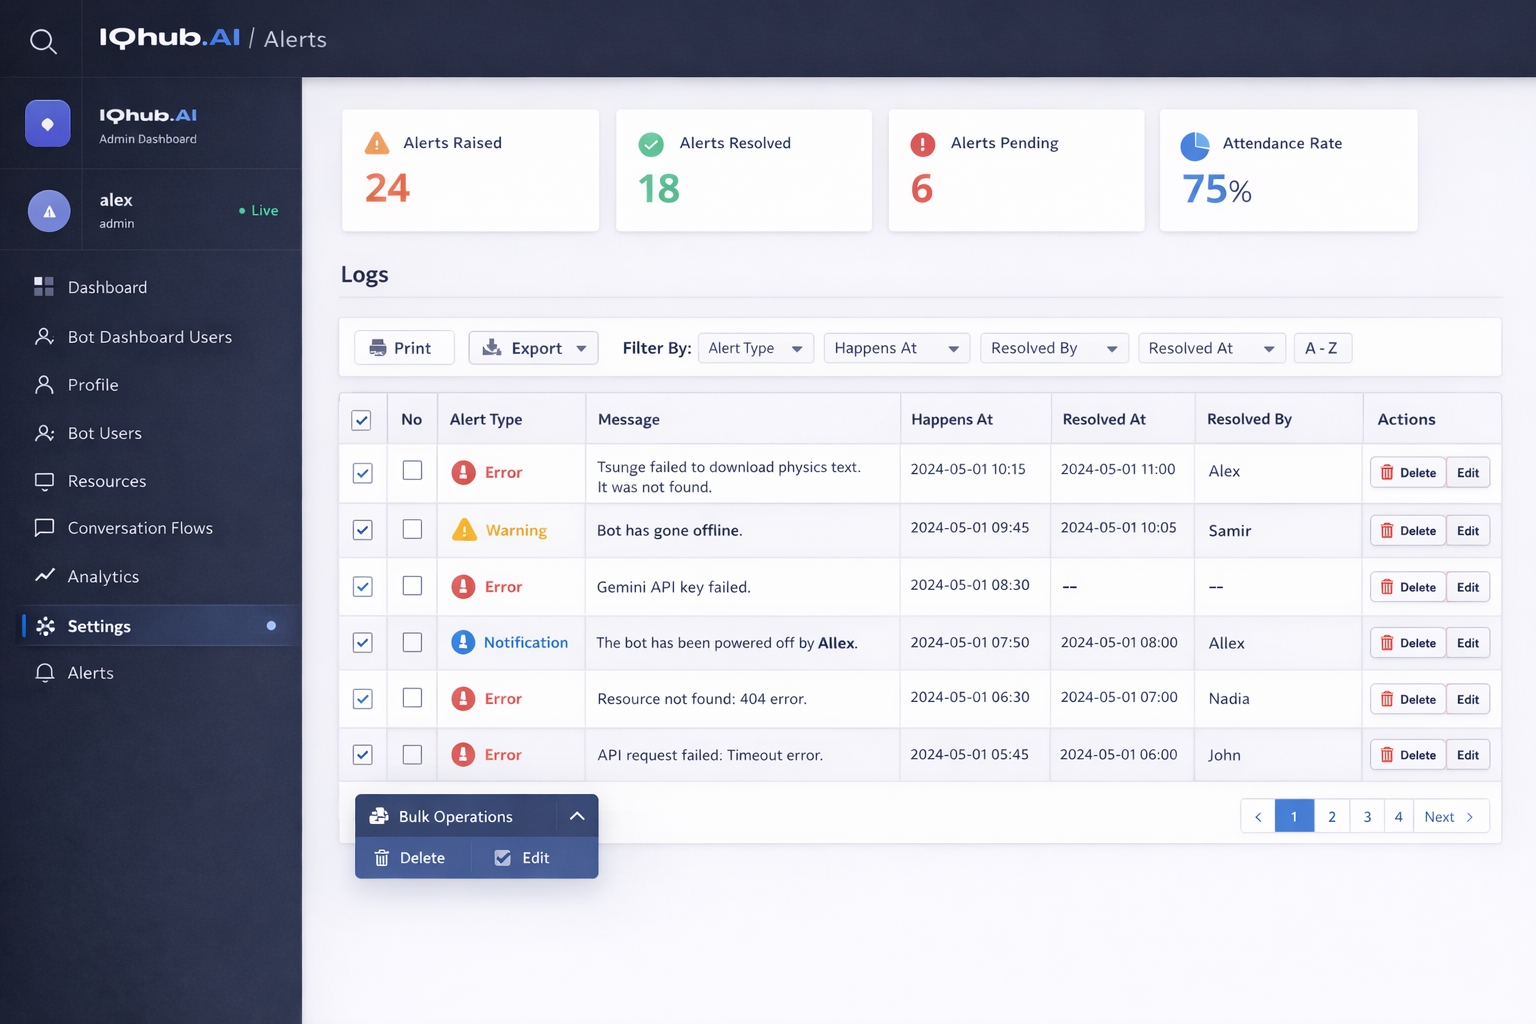 IQhub.AI / Alerts
IQhub.AI
Admin Dashboard
alex
admin
Live
Dashboard
Bot Dashboard Users
Profile
Bot Users
Resources
Conversation Flows
Analytics
Settings
Alerts
Alerts Raised
24
Alerts Resolved
18
Alerts Pending
6
Attendance Rate
75%
Logs
Print Export Filter By: Alert Type Happens At Resolved By Resolved At A - Z
No Alert Type Message Happens At Resolved At Resolved By Actions
Error Tsunge failed to download physics text. 2024-05-01 10:15 2024-05-01 11:00 Alex Delete Edit
It was not found.
Warning Bot has gone offline. 2024-05-01 09:45 2024-05-01 10:05 Samir Delete Edit
Error Gemini API key failed. 2024-05-01 08:30 -- -- Delete Edit
Notification The bot has been powered off by Allex. 2024-05-01 07:50 2024-05-01 08:00 Allex Delete Edit
Error Resource not found: 404 error. 2024-05-01 06:30 2024-05-01 07:00 Nadia Delete Edit
Error API request failed: Timeout error. 2024-05-01 05:45 2024-05-01 06:00 John Delete Edit
Bulk Operations
Delete Edit
< 1 2 3 4 Next >